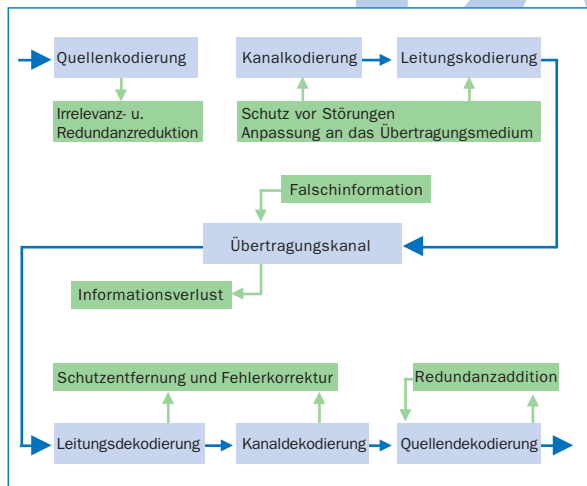 Quellenkodierung
Kanalkodierung
Leitungskodierung
Irrelevanz- u.
Redundanzreduktion
Schutz vor Störungen
Anpassung an das Übertragungsmedium
Falschinformation
Übertragungskanal
Informationsverlust
Schutzentfernung und Fehlerkorrektur
Redundanzaddition
Leitungsdekodierung
Kanaldekodierung
Quellendekodierung